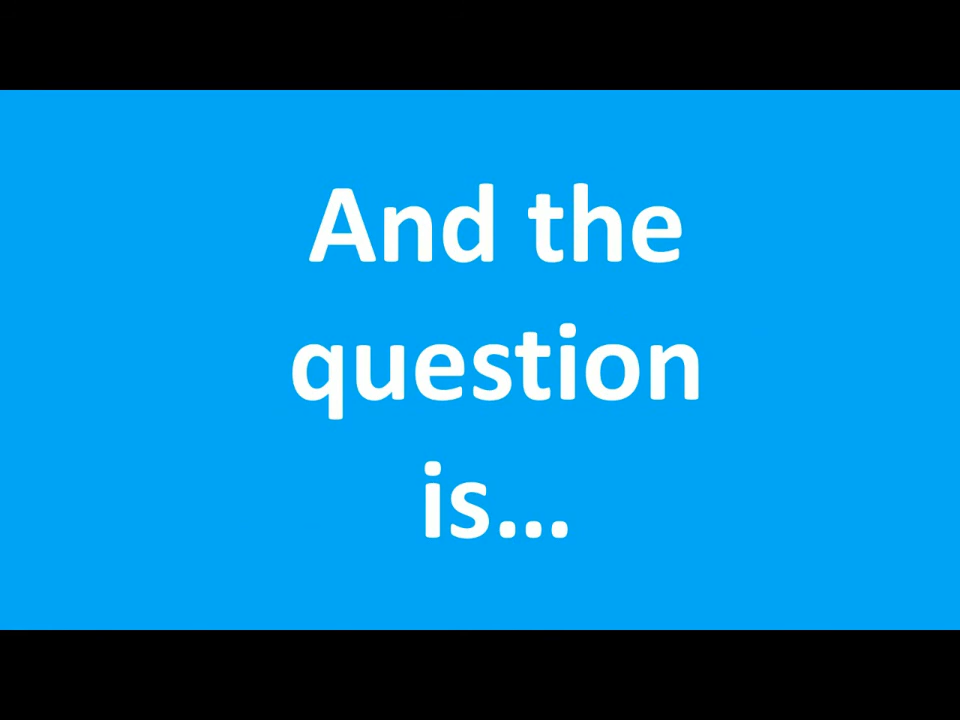 And the
question
is…